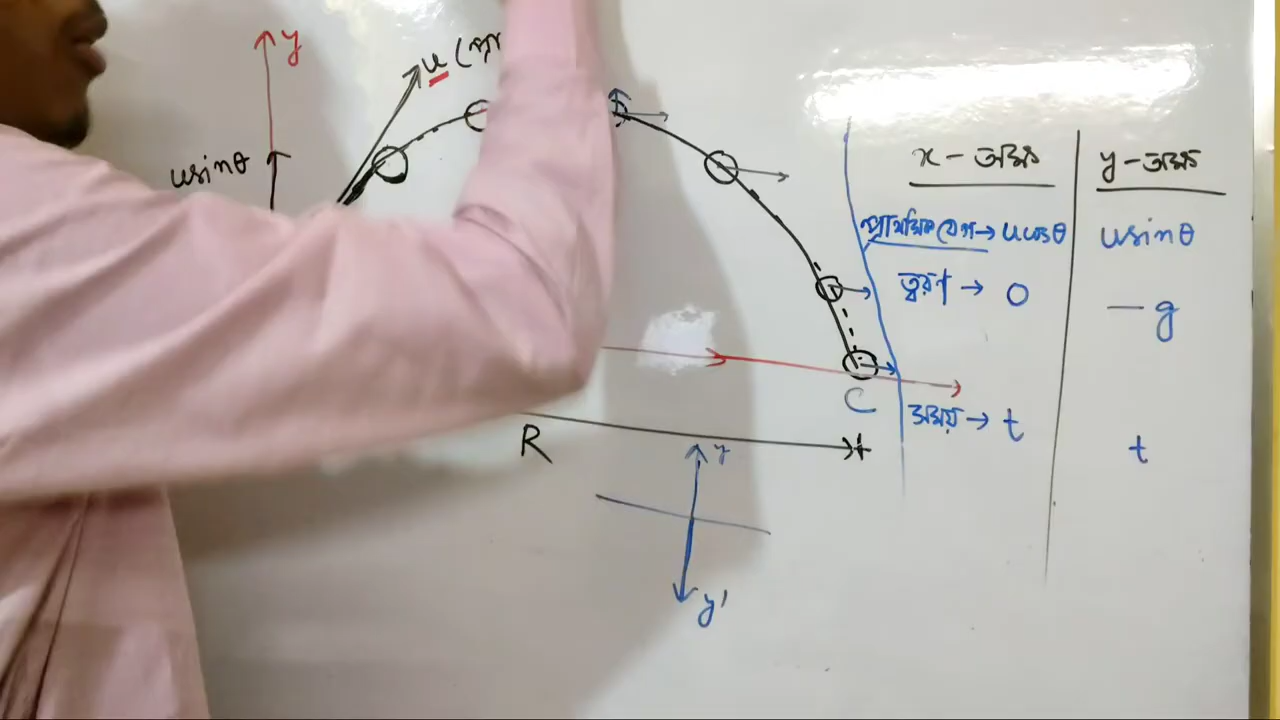 y
u (প্রা
usinθ
x - অক্ষ
y - অক্ষ
প্রাথমিক বেগ → ucosθ
usinθ
ত্বরণ → 0
- g
C
সময় → t
t
R
y
y'